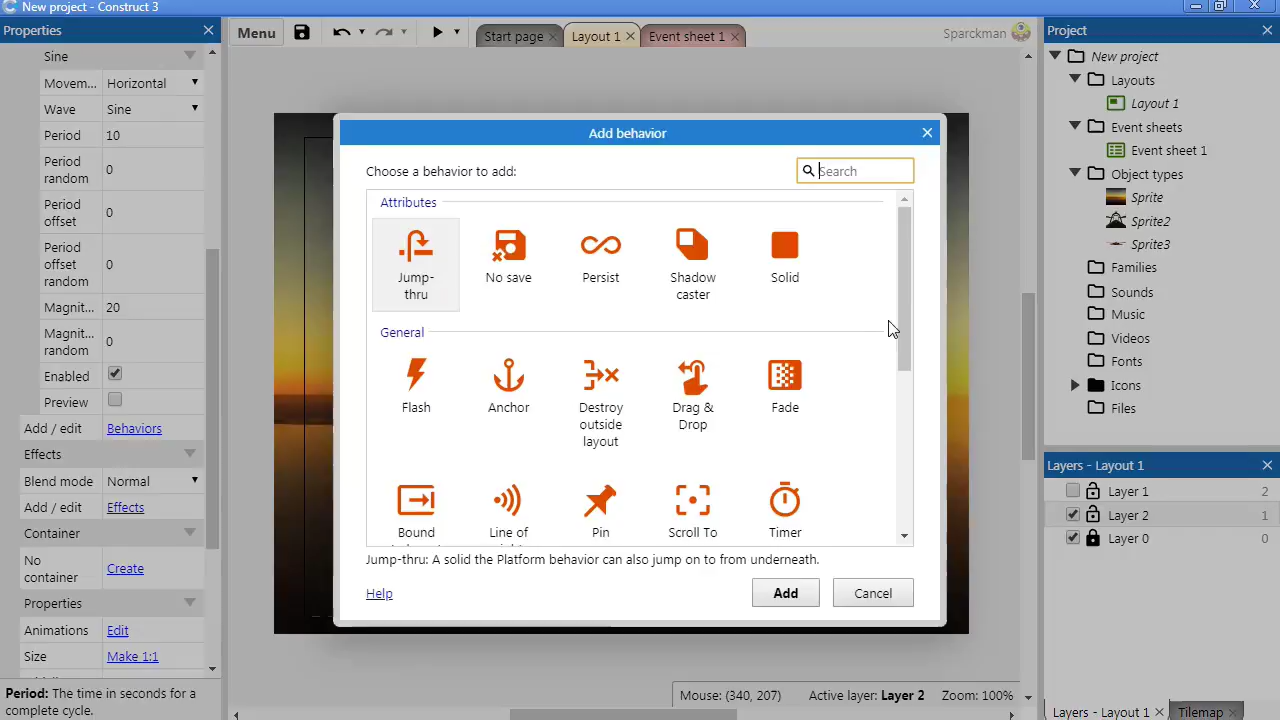 New project - Construct 3
Properties
Sine
Movem... Horizontal
Wave Sine
Period 10
Period
random 0
Period
offset 0
Period
offset
random 0
Magnit... 20
Magnit...
random 0
Enabled
Preview
Add / edit Behaviors
Effects
Blend mode Normal
Add / edit Effects
Container
No
container Create
Properties
Animations Edit
Size Make 1:1
Period: The time in seconds for a
complete cycle.
Menu
Start page
Layout 1
Event sheet 1
Sparckman
Add behavior
Choose a behavior to add:
Search
Attributes
Jump-
thru
No save
Persist
Shadow
caster
Solid
General
Flash
Anchor
Destroy
outside
layout
Drag &
Drop
Fade
Bound
Line of
Pin
Scroll To
Timer
Jump-thru: A solid the Platform behavior can also jump on to from underneath.
Help
Add
Cancel
Mouse: (340, 207) Active layer: Layer 2 Zoom: 100%
Project
New project
Layouts
Layout 1
Event sheets
Event sheet 1
Object types
Sprite
Sprite2
Sprite3
Families
Sounds
Music
Videos
Fonts
Icons
Files
Layers - Layout 1
Layer 1 2
Layer 2 1
Layer 0 0
Layers - Layout 1
Tilemap